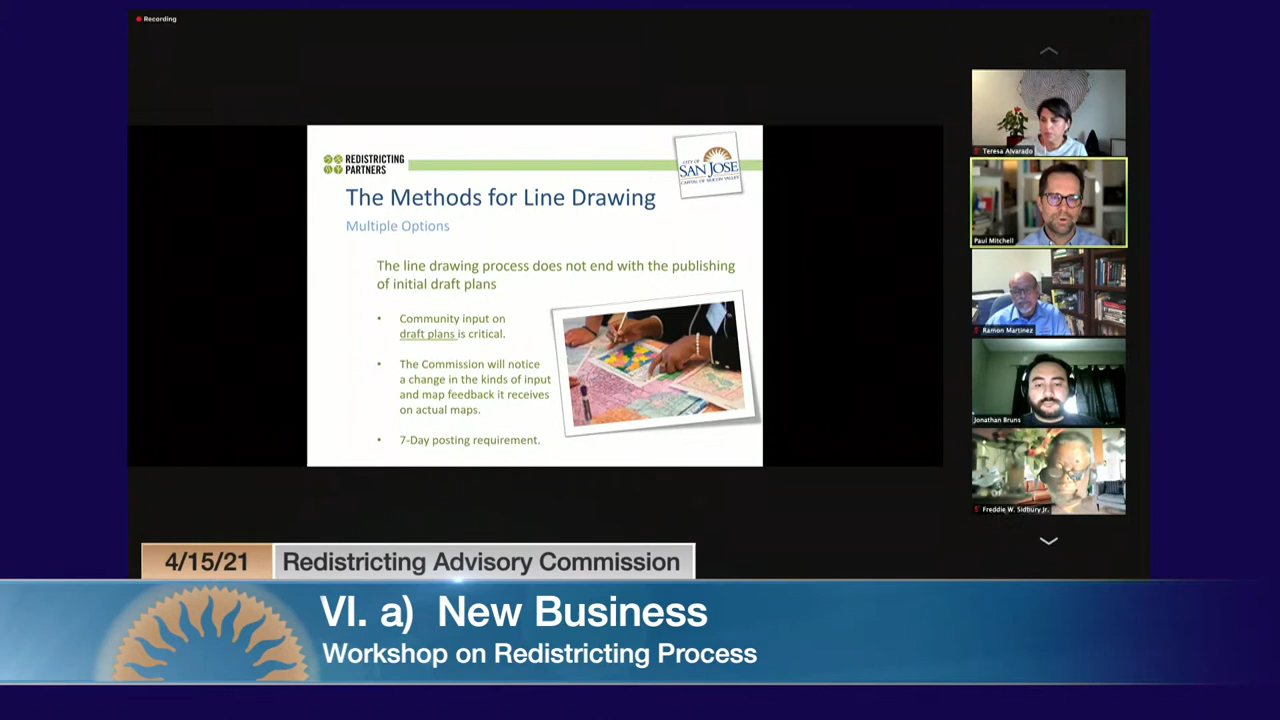 Recording
REDISTRICTING
PARTNERS
CITY OF
SAN JOSE
CAPITAL OF SILICON VALLEY
The Methods for Line Drawing
Multiple Options
The line drawing process does not end with the publishing
of initial draft plans
• Community input on
draft plans is critical.
• The Commission will notice
a change in the kinds of input
and map feedback it receives
on actual maps.
• 7-Day posting requirement.
Teresa Alvarado
Paul Mitchell
Ramon Martinez
Jonathan Bruns
Freddie W. Sidbury Jr.
4/15/21 Redistricting Advisory Commission
VI. a) New Business
Workshop on Redistricting Process